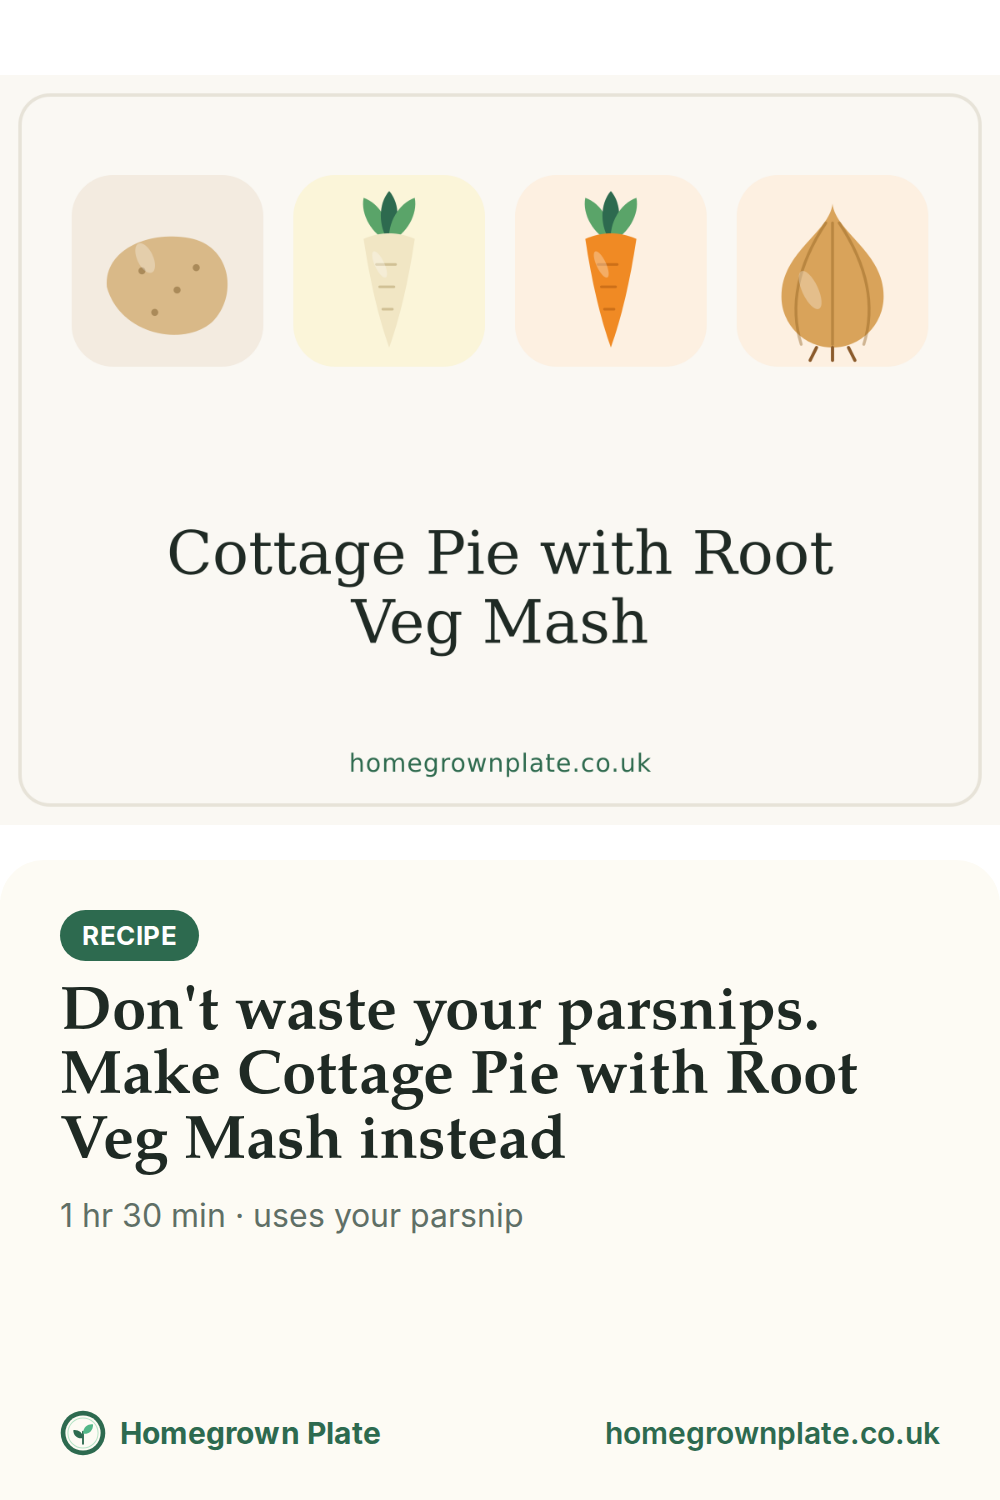 Cottage Pie with Root
Veg Mash
homegrownplate.co.uk
RECIPE
Don't waste your parsnips.
Make Cottage Pie with Root
Veg Mash instead
1 hr 30 min · uses your parsnip
Homegrown Plate
homegrownplate.co.uk